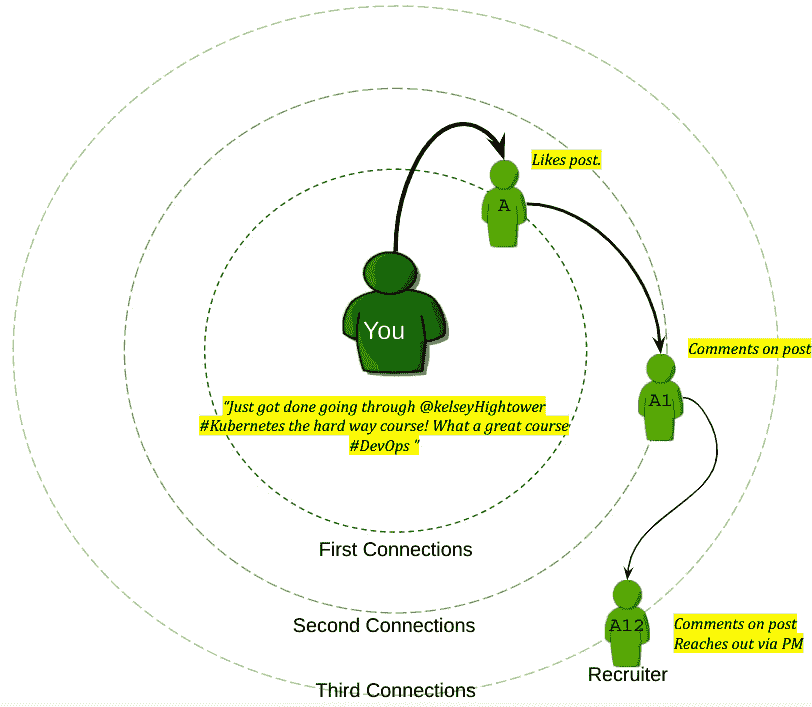 Likes post.
A
You
Comments on post
A1
"Just got done going through @kelseyHightower
#Kubernetes the hard way course! What a great course
#DevOps "
First Connections
A12
Comments on post
Reaches out via PM
Second Connections
Recruiter
Third Connections